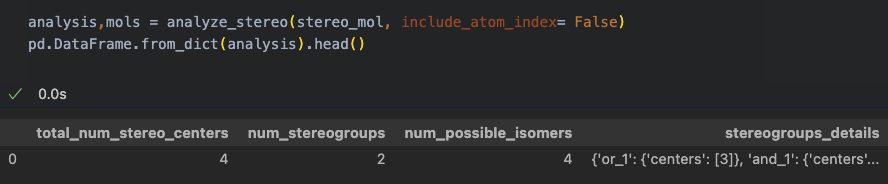 analysis,mols = analyze_stereo(stereo_mol, include_atom_index= False)
pd.DataFrame.from_dict(analysis).head()
✓ 0.0s
total_num_stereo_centers num_stereogroups num_possible_isomers stereogroups_details
0 4 2 4 {'or_1': {'centers': [3]}, 'and_1': {'centers'...